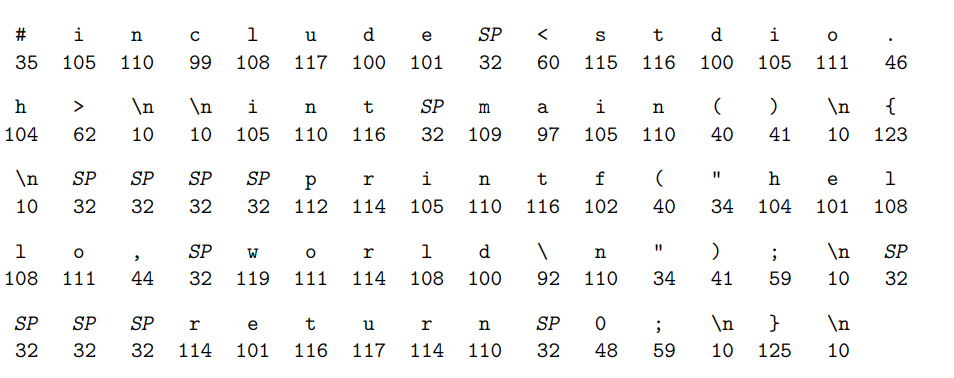 # i n c l u d e SP < s t d i o .
35 105 110 99 108 117 100 101 32 60 115 116 100 105 111 46
h > \n \n i n t SP m a i n ( ) \n {
104 62 10 10 105 110 116 32 109 97 105 110 40 41 10 123
\n SP SP SP SP p r i n t f ( " h e l
10 32 32 32 32 112 114 105 110 116 102 40 34 104 101 108
l o , SP w o r l d \ n " ) ; \n SP
108 111 44 32 119 111 114 108 100 92 110 34 41 59 10 32
SP SP SP r e t u r n SP 0 ; \n } \n
32 32 32 114 101 116 117 114 110 32 48 59 10 125 10